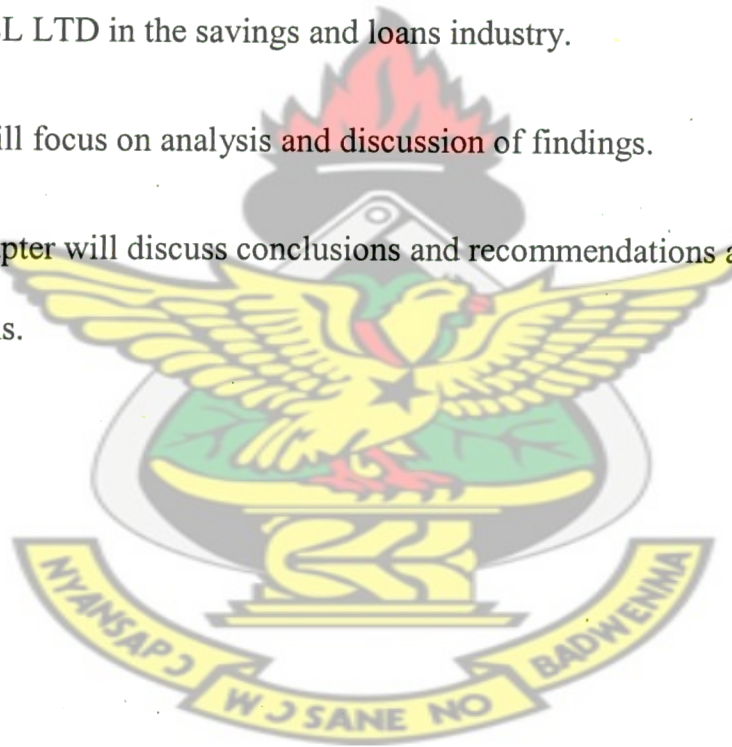 L LTD in the savings and loans industry.
ill focus on analysis and discussion of findings.
pter will discuss conclusions and recommendations a
s.
NYANSAPƆ WƆSANE NO BADWENMA